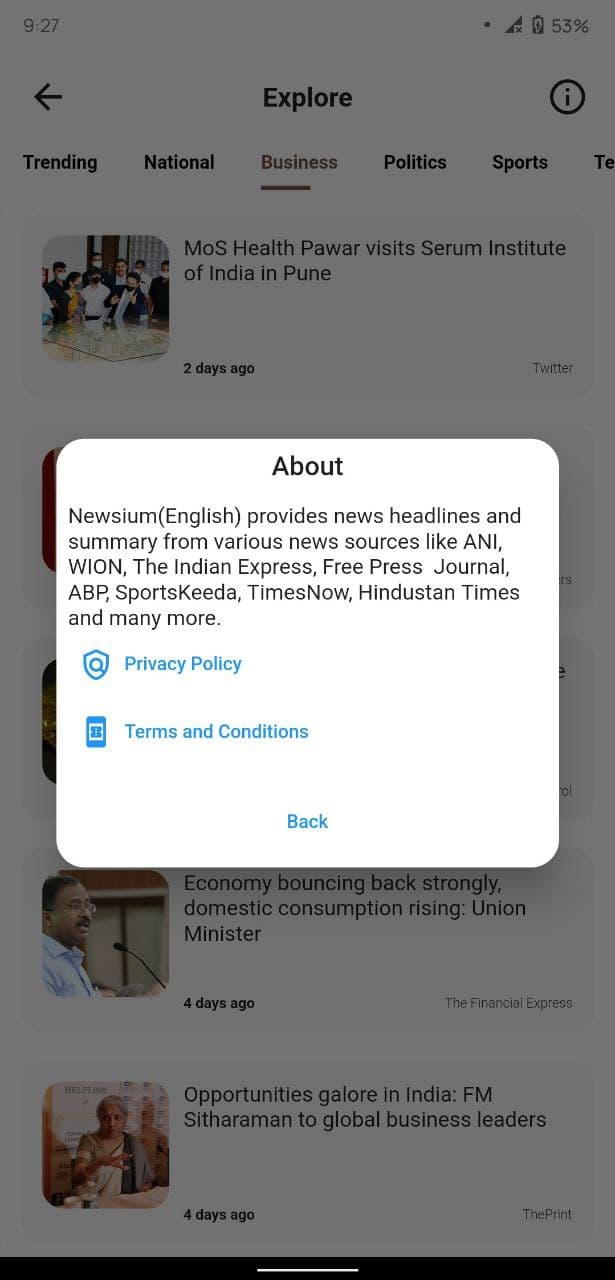 9:27
53%
Explore
Trending National Business Politics Sports Te
MoS Health Pawar visits Serum Institute
of India in Pune
2 days ago Twitter
rs
e
rol
About
Newsium(English) provides news headlines and
summary from various news sources like ANI,
WION, The Indian Express, Free Press  Journal,
ABP, SportsKeeda, TimesNow, Hindustan Times
and many more.
Privacy Policy
Terms and Conditions
Back
Economy bouncing back strongly,
domestic consumption rising: Union
Minister
4 days ago The Financial Express
HELPLINE
Opportunities galore in India: FM
Sitharaman to global business leaders
4 days ago ThePrint